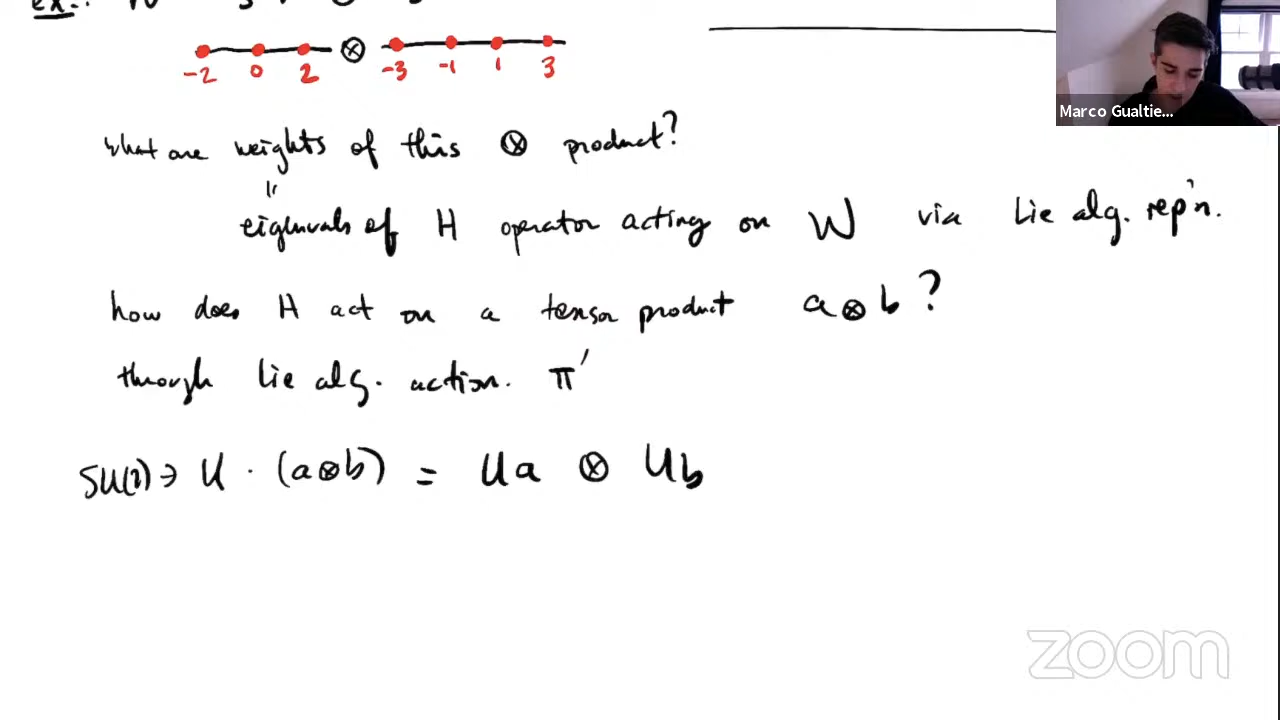 ex.:
-2 0 2 ⊗ -3 -1 1 3
Marco Gualtie...
what are weights of this ⊗ product?
"
eigenvals of H operator acting on W via Lie alg. rep'n.
how does H act on a tensor product a⊗b?
through Lie alg. action. π'
SU(2) ∋ U · (a⊗b) = Ua ⊗ Ub
zoom